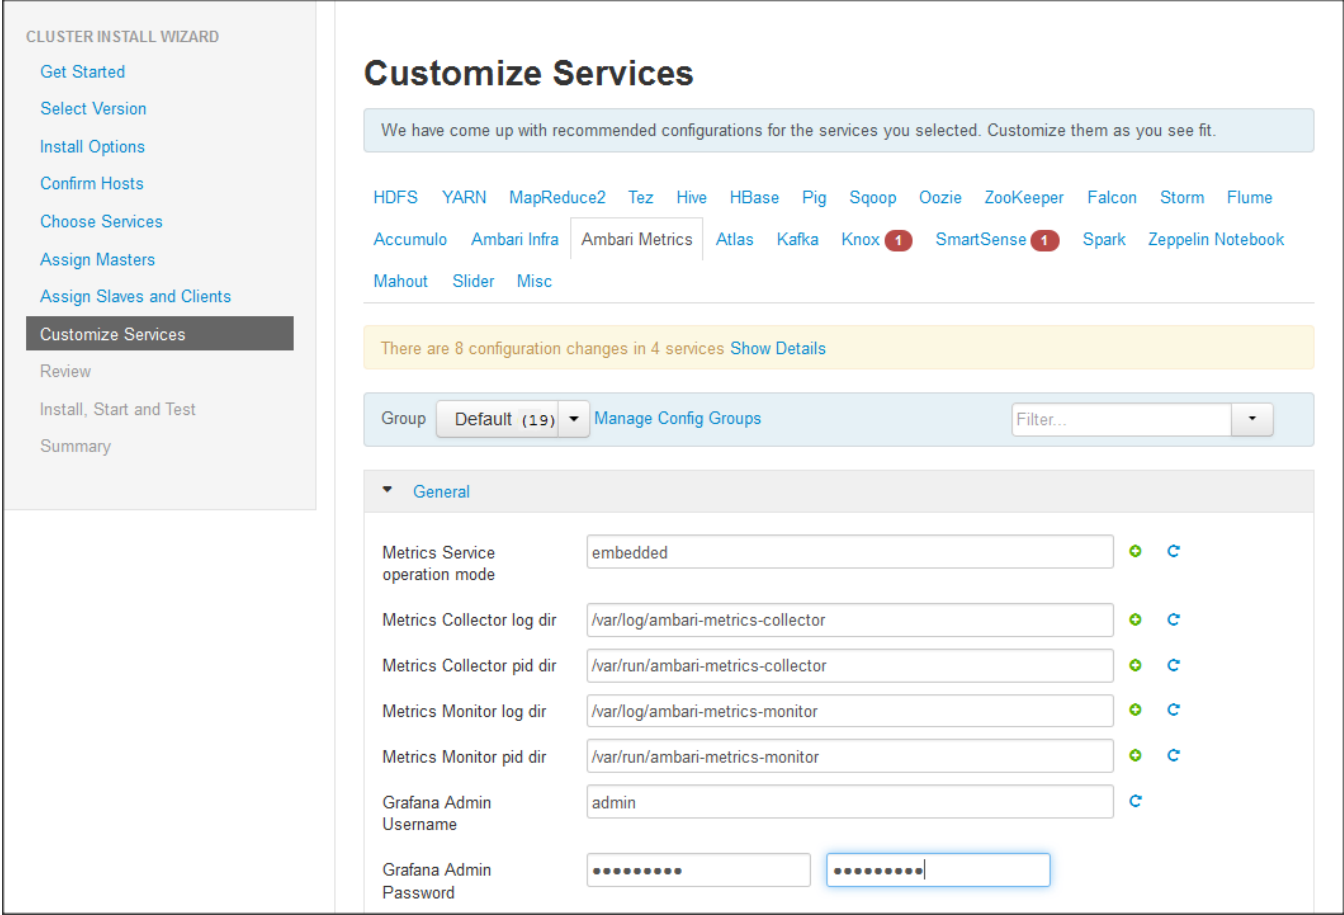 CLUSTER INSTALL WIZARD
Get Started
Select Version
Install Options
Confirm Hosts
Choose Services
Assign Masters
Assign Slaves and Clients
Customize Services
Review
Install, Start and Test
Summary
Customize Services
We have come up with recommended configurations for the services you selected. Customize them as you see fit.
HDFS YARN MapReduce2 Tez Hive HBase Pig Sqoop Oozie ZooKeeper Falcon Storm Flume
Accumulo Ambari Infra Ambari Metrics Atlas Kafka Knox 1 SmartSense 1 Spark Zeppelin Notebook
Mahout Slider Misc
There are 8 configuration changes in 4 services Show Details
Group Default (19) Manage Config Groups Filter...
General
Metrics Service
operation mode
embedded
Metrics Collector log dir /var/log/ambari-metrics-collector
Metrics Collector pid dir /var/run/ambari-metrics-collector
Metrics Monitor log dir /var/log/ambari-metrics-monitor
Metrics Monitor pid dir /var/run/ambari-metrics-monitor
Grafana Admin
Username
admin
Grafana Admin
Password
●●●●●●●●● ●●●●●●●●●